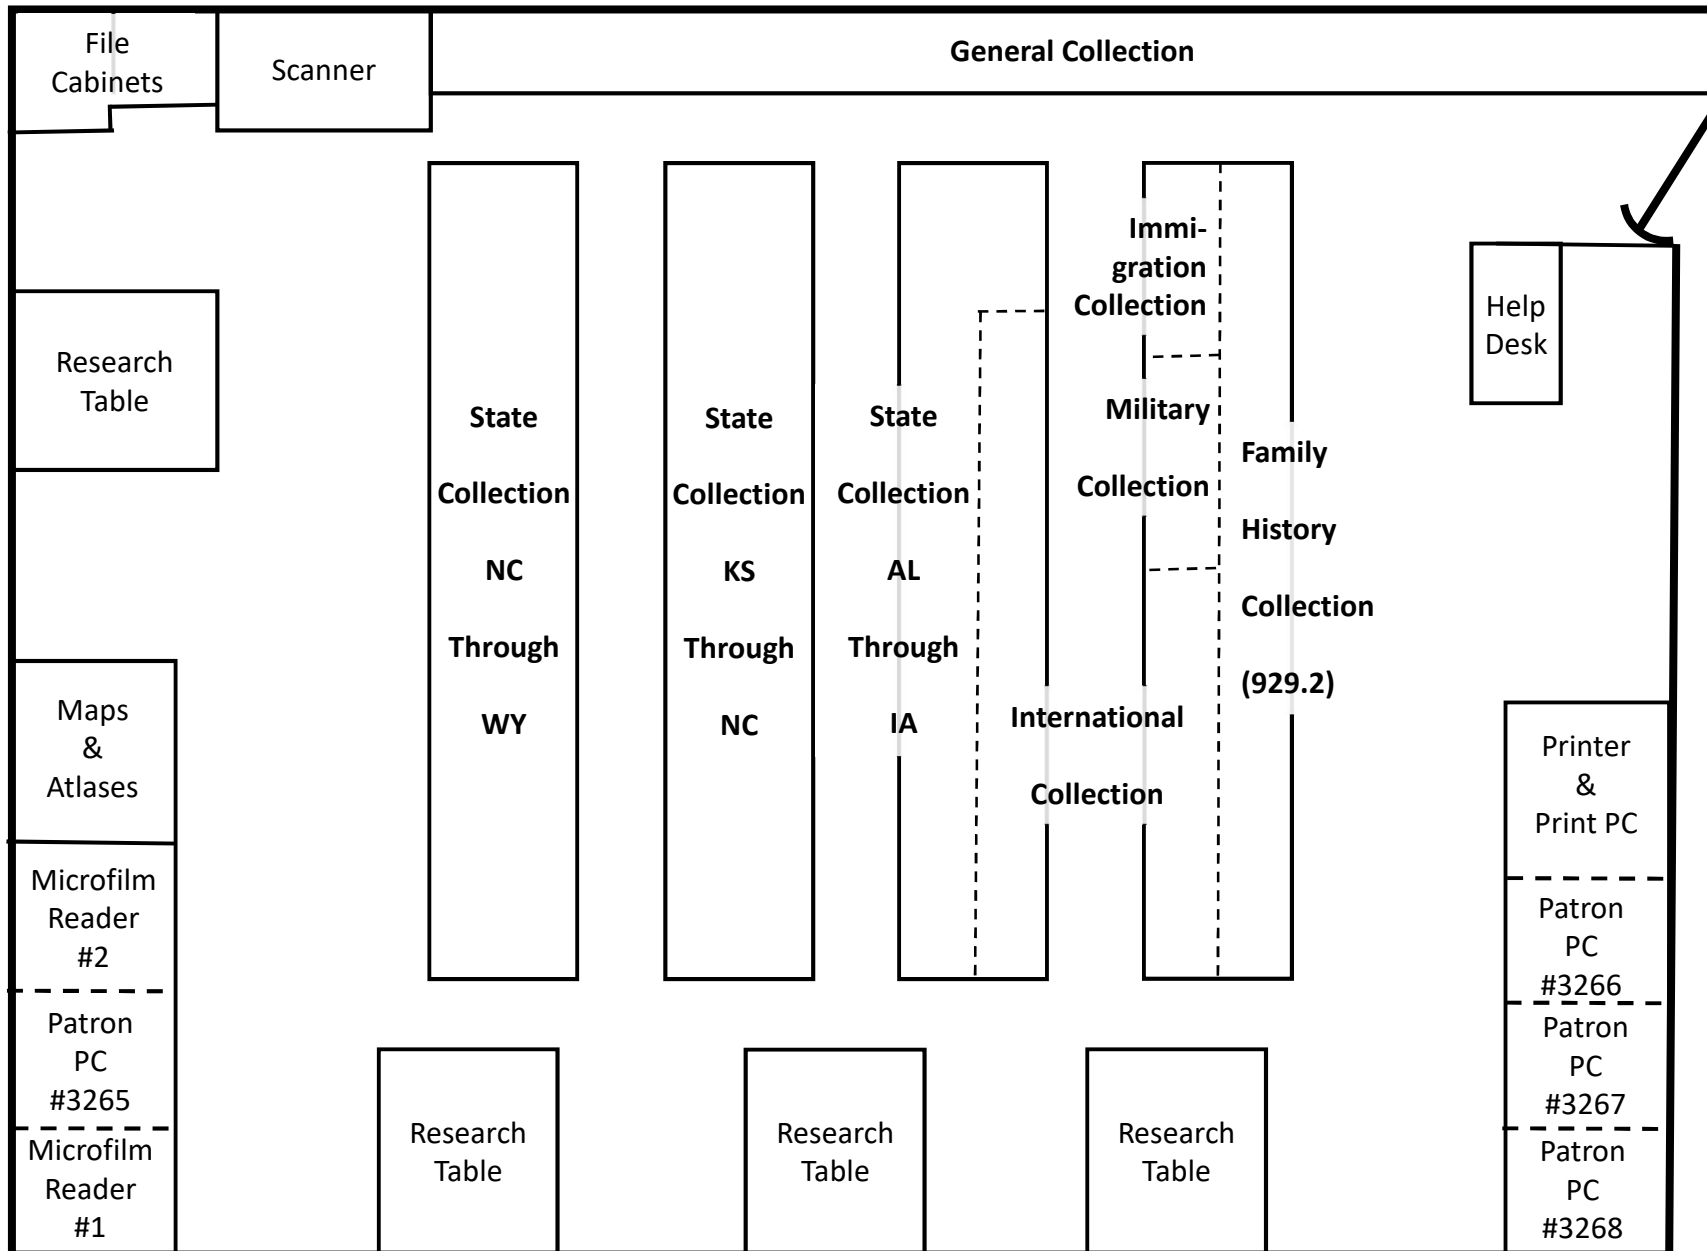 File
Cabinets
Scanner
General Collection
Research
Table
State
Collection
NC
Through
WY
State
Collection
KS
Through
NC
State
Collection
AL
Through
IA
Immi-
gration
Collection
Military
Collection
International
Collection
Family
History
Collection
(929.2)
Help
Desk
Maps
&
Atlases
Microfilm
Reader
#2
Patron
PC
#3265
Microfilm
Reader
#1
Research
Table
Research
Table
Research
Table
Printer
&
Print PC
Patron
PC
#3266
Patron
PC
#3267
Patron
PC
#3268